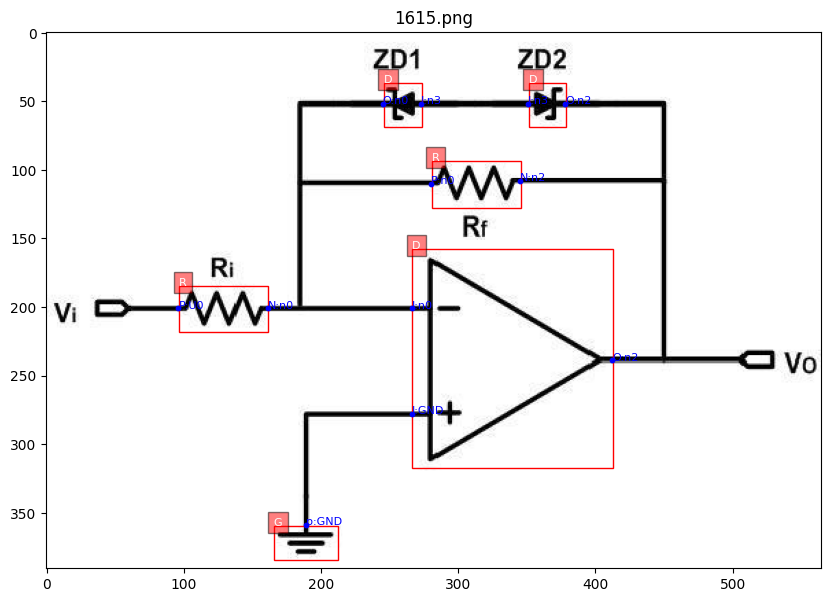 1615.png
ZD1 ZD2
D D
O:n0 I:n3 I:n3 O:n2
R
P:n0 N:n2
Rf
D
Ri
R
Vi P:U0 N:n0 I:n0 −
O:n2 VO
I:GND +
G o:GND
0
50
100
150
200
250
300
350
0 100 200 300 400 500